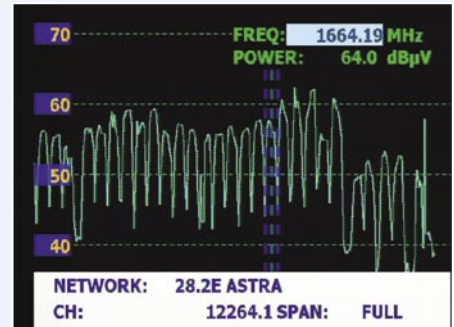 70 FREQ: 1664.19 MHz
POWER: 64.0 dBµV
60
50
40
NETWORK: 28.2E ASTRA
CH: 12264.1 SPAN: FULL